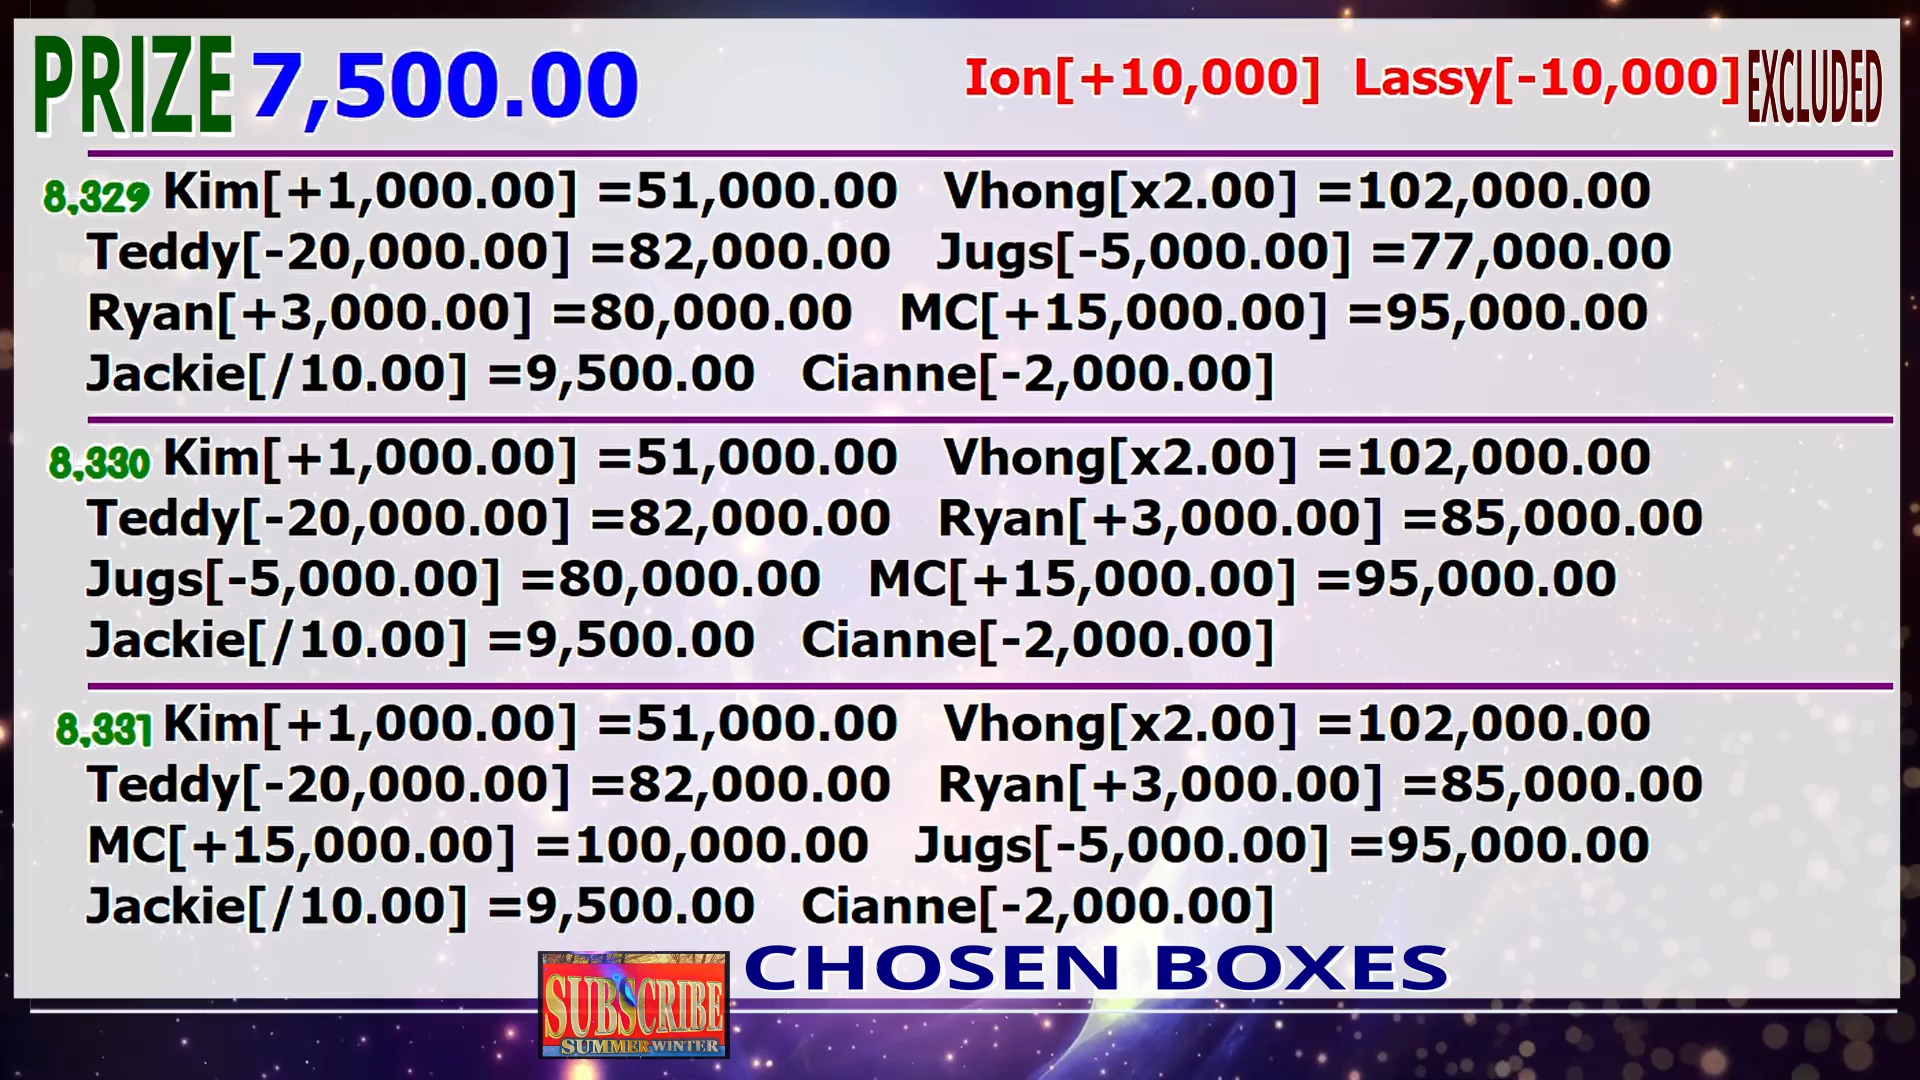 PRIZE 7,500.00 Ion[+10,000] Lassy[-10,000] EXCLUDED
8,329 Kim[+1,000.00] =51,000.00 Vhong[x2.00] =102,000.00
Teddy[-20,000.00] =82,000.00 Jugs[-5,000.00] =77,000.00
Ryan[+3,000.00] =80,000.00 MC[+15,000.00] =95,000.00
Jackie[/10.00] =9,500.00 Cianne[-2,000.00]
8,330 Kim[+1,000.00] =51,000.00 Vhong[x2.00] =102,000.00
Teddy[-20,000.00] =82,000.00 Ryan[+3,000.00] =85,000.00
Jugs[-5,000.00] =80,000.00 MC[+15,000.00] =95,000.00
Jackie[/10.00] =9,500.00 Cianne[-2,000.00]
8,331 Kim[+1,000.00] =51,000.00 Vhong[x2.00] =102,000.00
Teddy[-20,000.00] =82,000.00 Ryan[+3,000.00] =85,000.00
MC[+15,000.00] =100,000.00 Jugs[-5,000.00] =95,000.00
Jackie[/10.00] =9,500.00 Cianne[-2,000.00]
CHOSEN BOXES
SUBSCRIBE
SUMMER WINTER